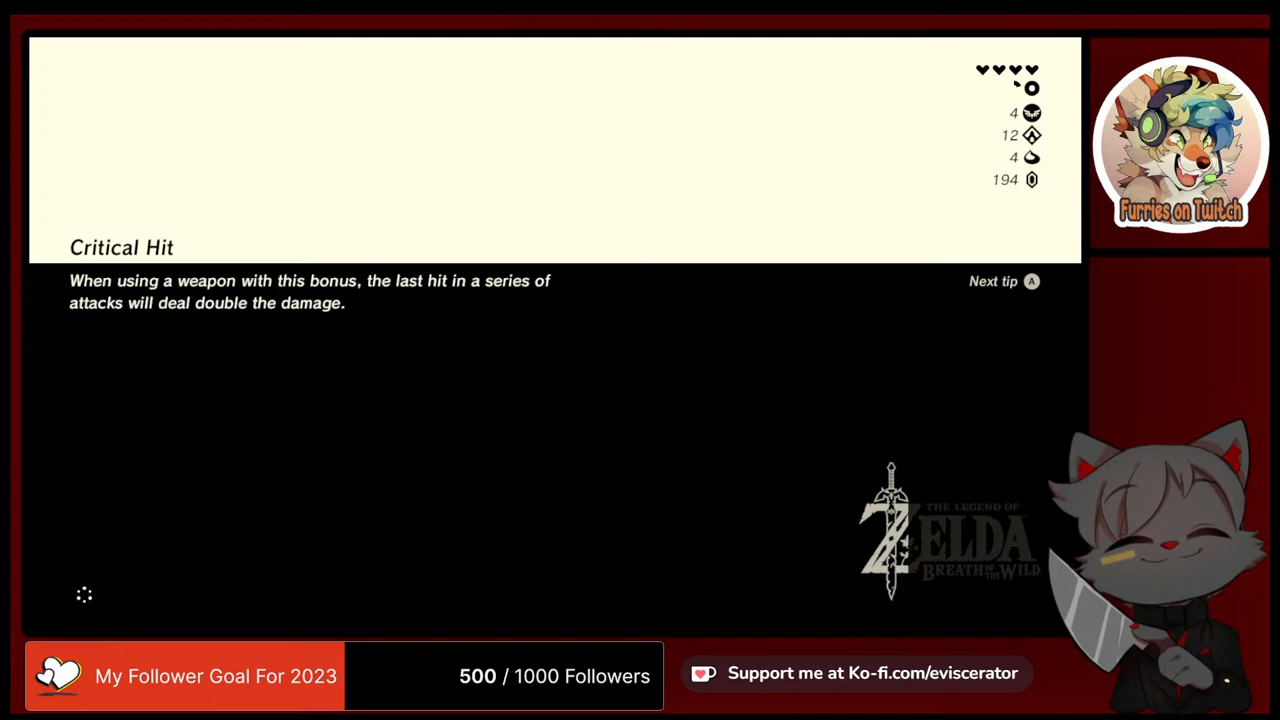 4
12
4
194
Critical Hit
When using a weapon with this bonus, the last hit in a series of
attacks will deal double the damage.
Next tip A
Furries on Twitch
THE LEGEND OF
ZELDA
BREATH OF THE WILD
My Follower Goal For 2023
500 / 1000 Followers
Support me at Ko-fi.com/eviscerator